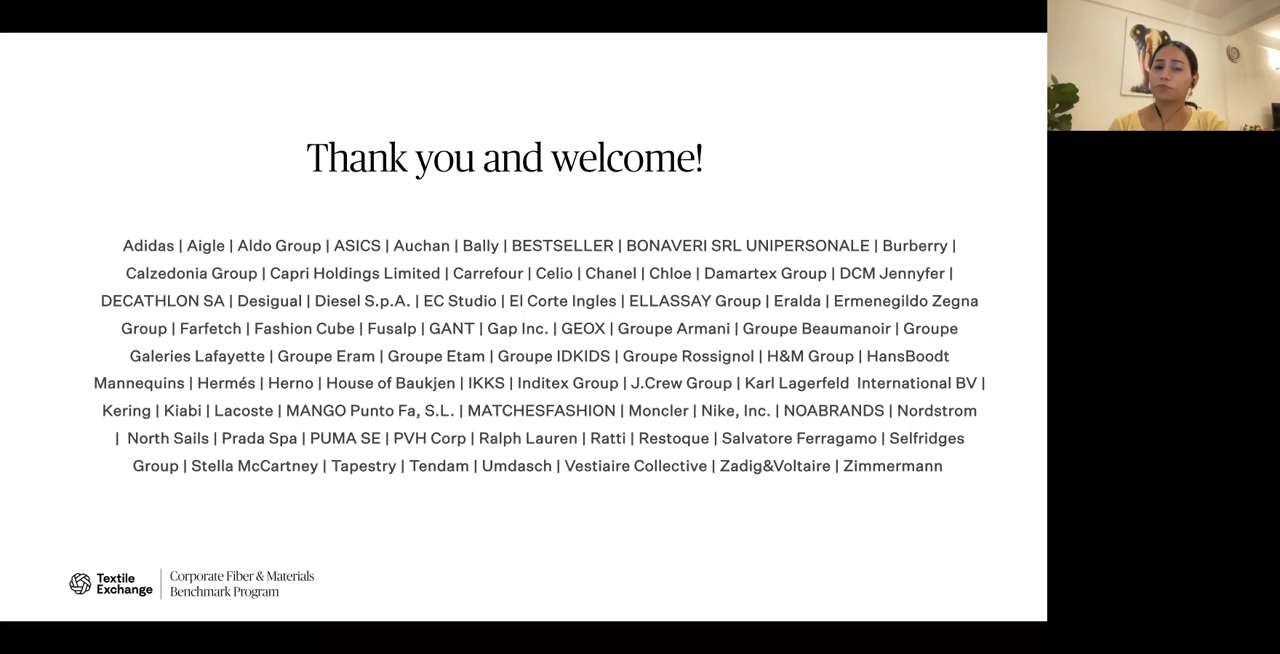 Thank you and welcome!
Adidas | Aigle | Aldo Group | ASICS | Auchan | Bally | BESTSELLER | BONAVERI SRL UNIPERSONALE | Burberry |
Calzedonia Group | Capri Holdings Limited | Carrefour | Celio | Chanel | Chloe | Damartex Group | DCM Jennyfer |
DECATHLON SA | Desigual | Diesel S.p.A. | EC Studio | El Corte Ingles | ELLASSAY Group | Eralda | Ermenegildo Zegna
Group | Farfetch | Fashion Cube | Fusalp | GANT | Gap Inc. | GEOX | Groupe Armani | Groupe Beaumanoir | Groupe
Galeries Lafayette | Groupe Eram | Groupe Etam | Groupe IDKIDS | Groupe Rossignol | H&M Group | HansBoodt
Mannequins | Hermés | Herno | House of Baukjen | IKKS | Inditex Group | J.Crew Group | Karl Lagerfeld International BV |
Kering | Kiabi | Lacoste | MANGO Punto Fa, S.L. | MATCHESFASHION | Moncler | Nike, Inc. | NOABRANDS | Nordstrom
| North Sails | Prada Spa | PUMA SE | PVH Corp | Ralph Lauren | Ratti | Restoque | Salvatore Ferragamo | Selfridges
Group | Stella McCartney | Tapestry | Tendam | Umdasch | Vestiaire Collective | Zadig&Voltaire | Zimmermann
Textile
Exchange
Corporate Fiber & Materials
Benchmark Program